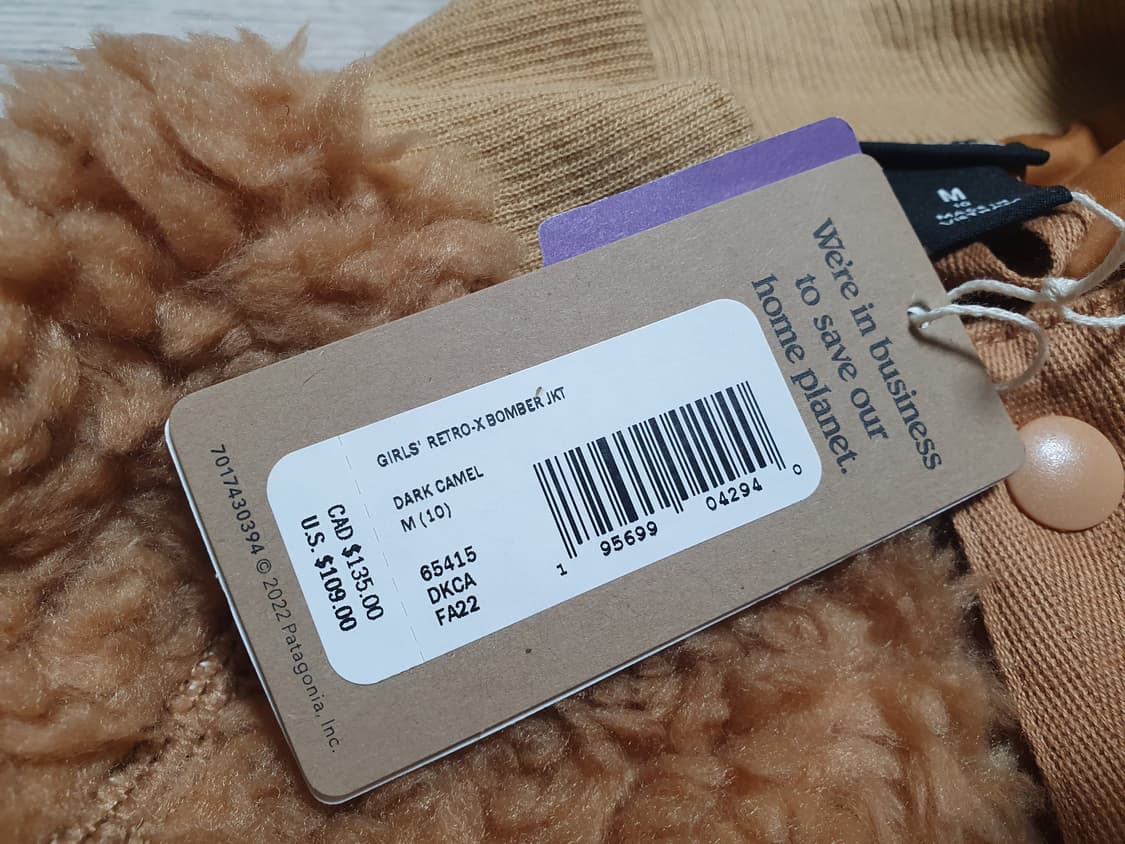 We're in business
to save our
home planet.
GIRLS' RETRO-X BOMBER JKT
DARK CAMEL
M (10)
65415
DKCA
FA22
1 95699 04294 0
CAD $135.00
U.S. $109.00
7017430394 © 2022 Patagonia, Inc.
M